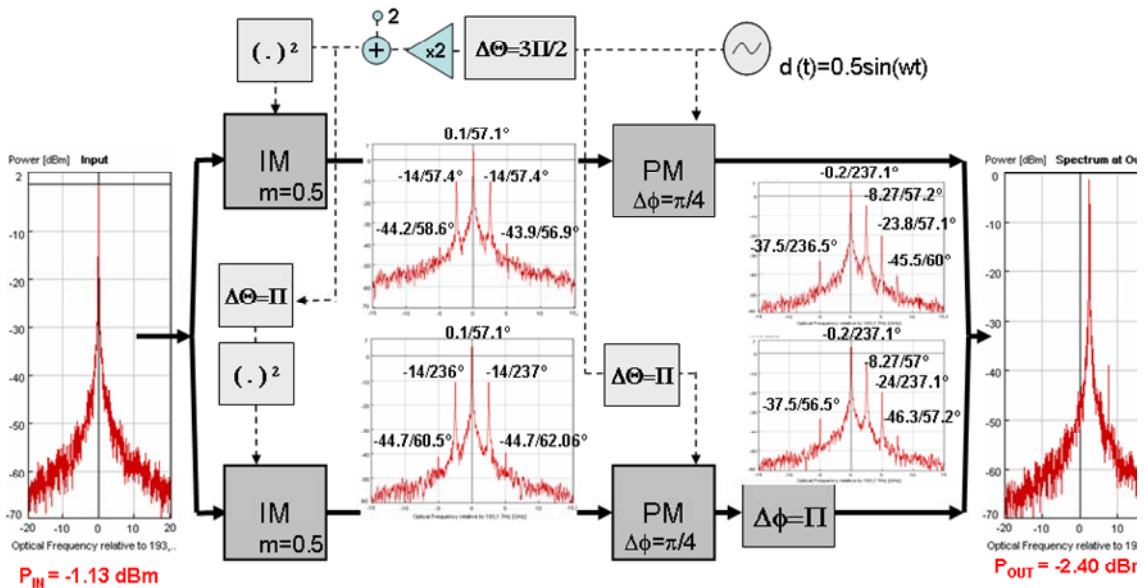 2
(.)²
+
x2
ΔΘ=3Π/2
d(t)=0.5sin(wt)
Power [dBm] Input
2
-10
-20
-30
-40
-50
-60
-70
-20 -10 0 10 20
Optical Frequency relative to 193,..
P_IN = -1.13 dBm
IM
m=0.5
0.1/57.1°
-14/57.4° -14/57.4°
-44.2/58.6° -43.9/56.9°
PM
Δϕ=π/4
-0.2/237.1°
-8.27/57.2°
-23.8/57.1°
-37.5/236.5°
-45.5/60°
ΔΘ=Π
(.)²
0.1/57.1°
-14/236° -14/237°
-44.7/60.5° -44.7/62.06°
ΔΘ=Π
-0.2/237.1°
-8.27/57°
-24/237.1°
-37.5/56.5°
-46.3/57.2°
IM
m=0.5
PM
Δϕ=π/4
Δϕ=Π
Power [dBm] Spectrum at Ou
0
-10
-20
-30
-40
-50
-60
-70
-20 -10 0 10
Optical Frequency relative to 19
P_OUT = -2.40 dBm